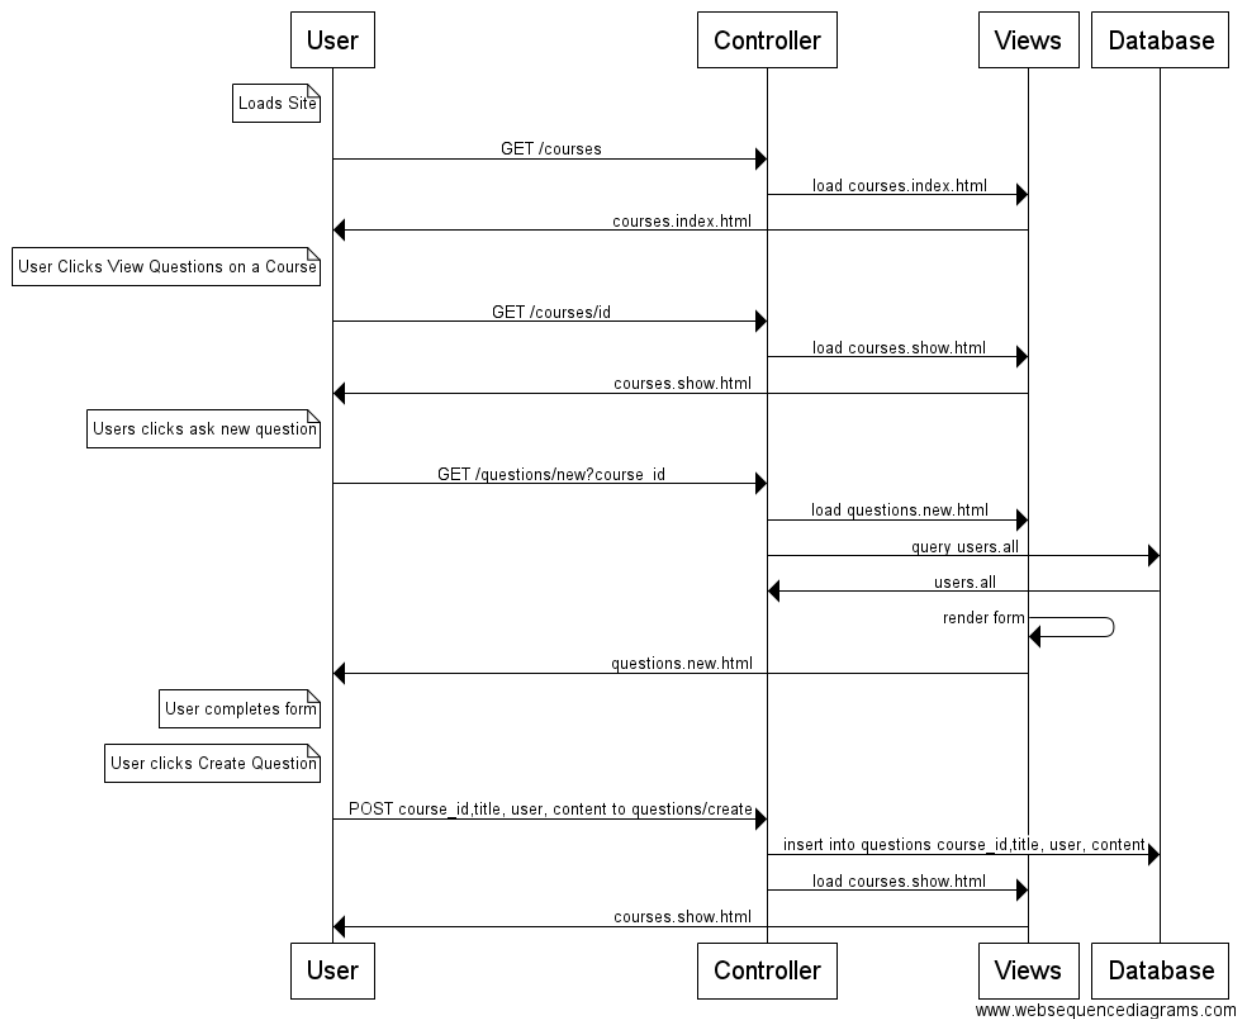 User
Controller
Views
Database
Loads Site
GET /courses
load courses.index.html
courses.index.html
User Clicks View Questions on a Course
GET /courses/id
load courses.show.html
courses.show.html
Users clicks ask new question
GET /questions/new?course_id
load questions.new.html
query users.all
users.all
render form
questions.new.html
User completes form
User clicks Create Question
POST course_id,title, user, content to questions/create
insert into questions course_id,title, user, content
load courses.show.html
courses.show.html
User
Controller
Views
Database
www.websequencediagrams.com